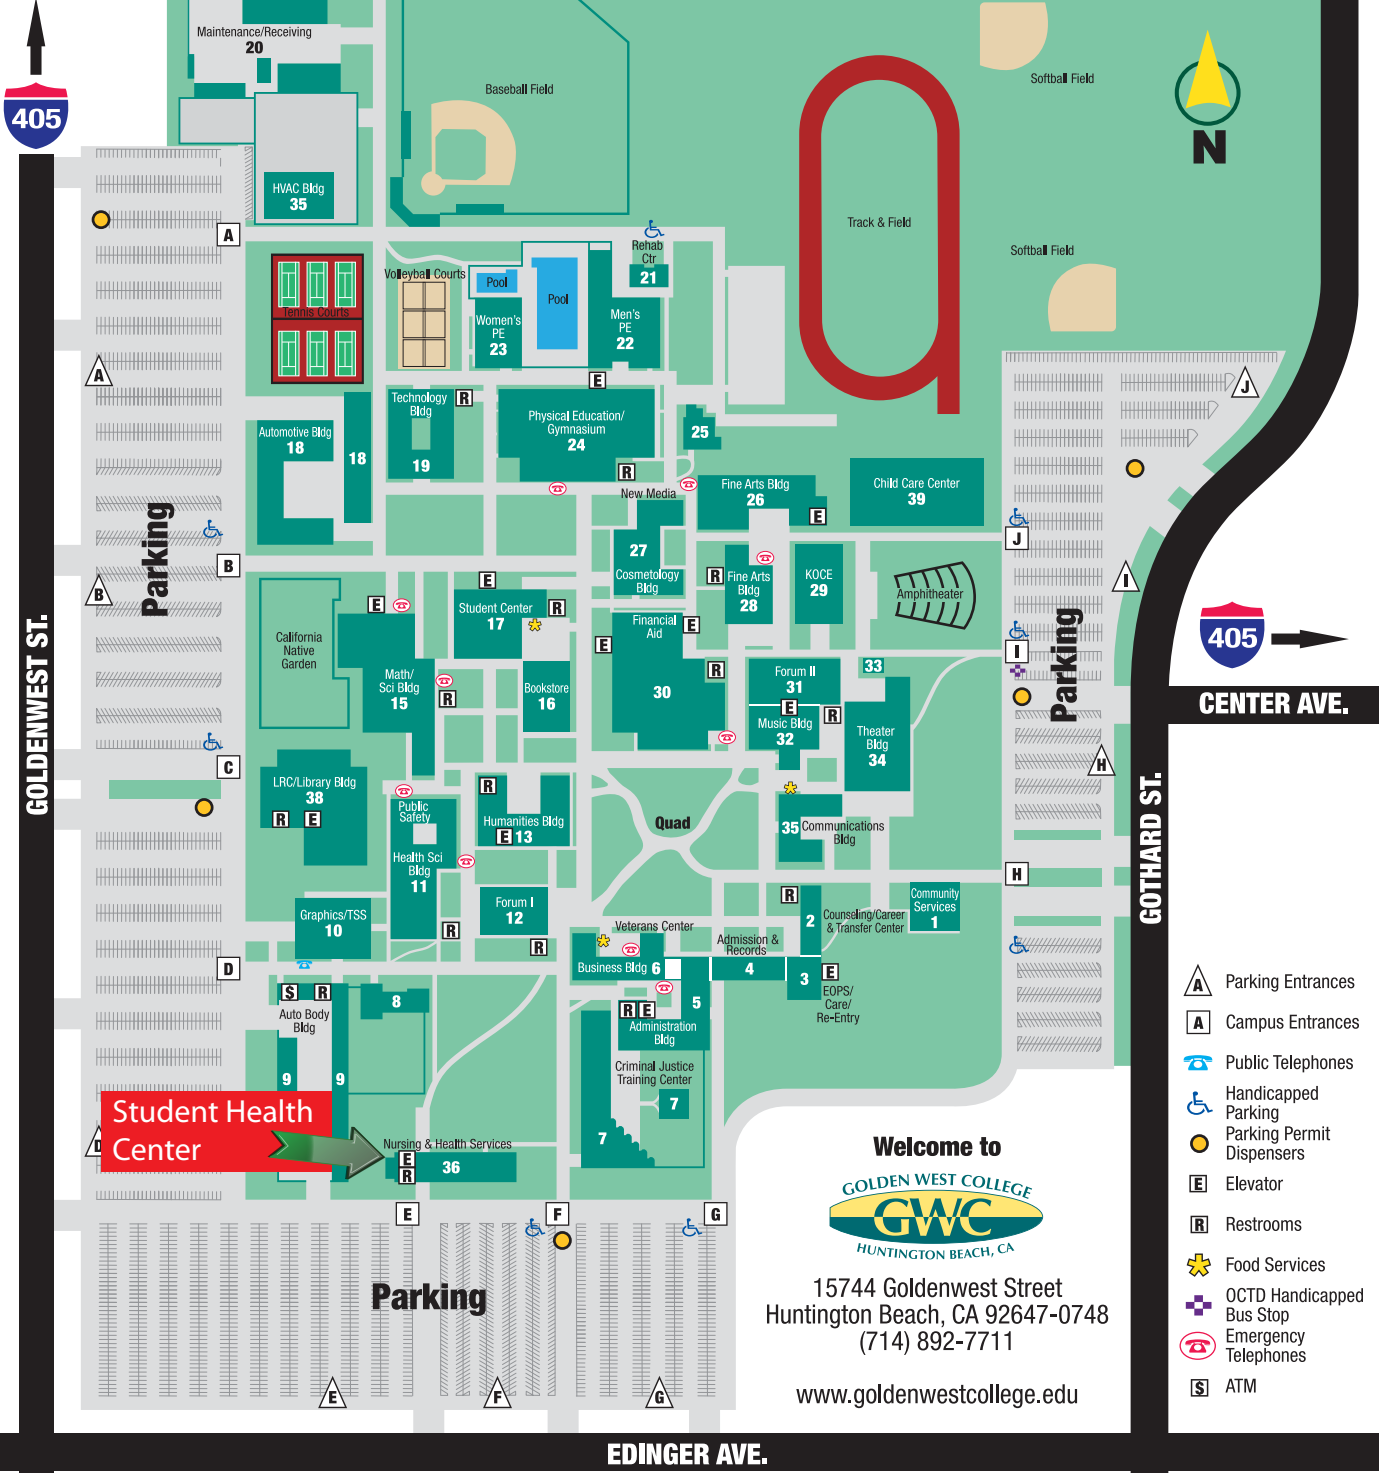 Maintenance/Receiving
20
405
Baseball Field
Softball Field
N
HVAC Bldg
35
A
Track & Field
Softball Field
Rehab
Ctr
21
Volleyball Courts
Pool
Pool
Tennis Courts
Women's
PE
23
Men's
PE
22
A
E
J
Technology
Bldg
19
R
Physical Education/
Gymnasium
24
R
25
Automotive Bldg
18
18
New Media
Fine Arts Bldg
26
E
Child Care Center
39
Parking
J
B
27
Cosmetology
Bldg
R
Fine Arts
Bldg
28
KOCE
29
Amphitheater
I
B
E
E
Student Center
17
R
California
Native
Garden
Financial
Aid
E
E
30
R
I
405
Parking
Math/
Sci Bldg
15
R
Bookstore
16
Forum II
31
E
Music Bldg
32
R
33
Theater
Bldg
34
CENTER AVE.
GOLDENWEST ST.
C
H
LRC/Library Bldg
38
R
E
Public
Safety
R
Humanities Bldg
E 13
Quad
35
Communications
Bldg
GOTHARD ST.
Health Sci
Bldg
11
H
Forum I
12
R
Graphics/TSS
10
R
R
2
Counseling/Career
& Transfer Center
Community
Services
1
Veterans Center
Admission &
Records
4
D
Business Bldg 6
3
E
EOPS/
Care/
Re-Entry
5
$
R
Auto Body
Bldg
8
R
E
Administration
Bldg
9
9
Criminal Justice
Training Center
7
7
D
Student Health
Center
Nursing & Health Services
E
R
36
E
F
G
Parking
E
F
G
EDINGER AVE.
Welcome to
GOLDEN WEST COLLEGE
GWC
HUNTINGTON BEACH, CA
15744 Goldenwest Street
Huntington Beach, CA 92647-0748
(714) 892-7711
www.goldenwestcollege.edu
A Parking Entrances
A Campus Entrances
Public Telephones
Handicapped
Parking
Parking Permit
Dispensers
E Elevator
R Restrooms
Food Services
OCTD Handicapped
Bus Stop
Emergency
Telephones
$ ATM